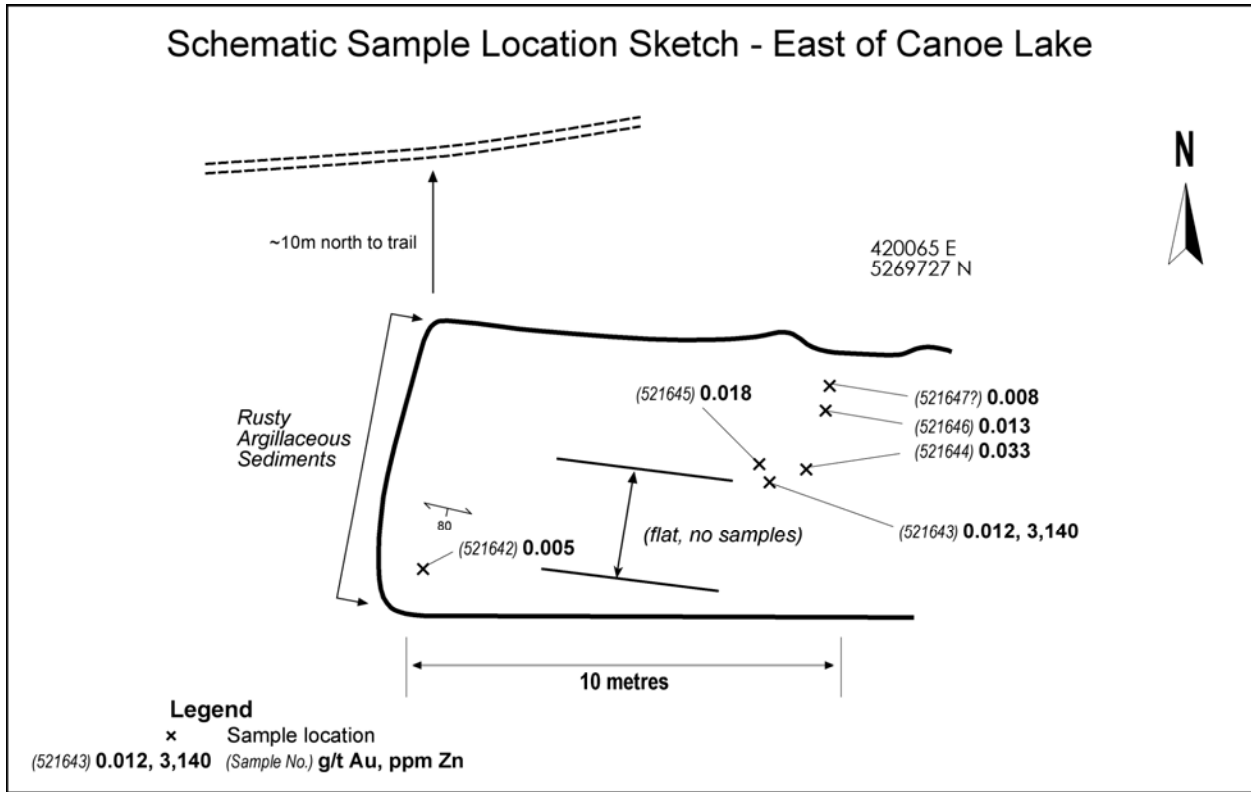 Schematic Sample Location Sketch - East of Canoe Lake
N
~10m north to trail
420065 E
5269727 N
(521645) 0.018
(521647?) 0.008
(521646) 0.013
(521644) 0.033
Rusty
Argillaceous
Sediments
80
(flat, no samples)
(521643) 0.012, 3,140
(521642) 0.005
10 metres
Legend
× Sample location
(521643) 0.012, 3,140 (Sample No.) g/t Au, ppm Zn